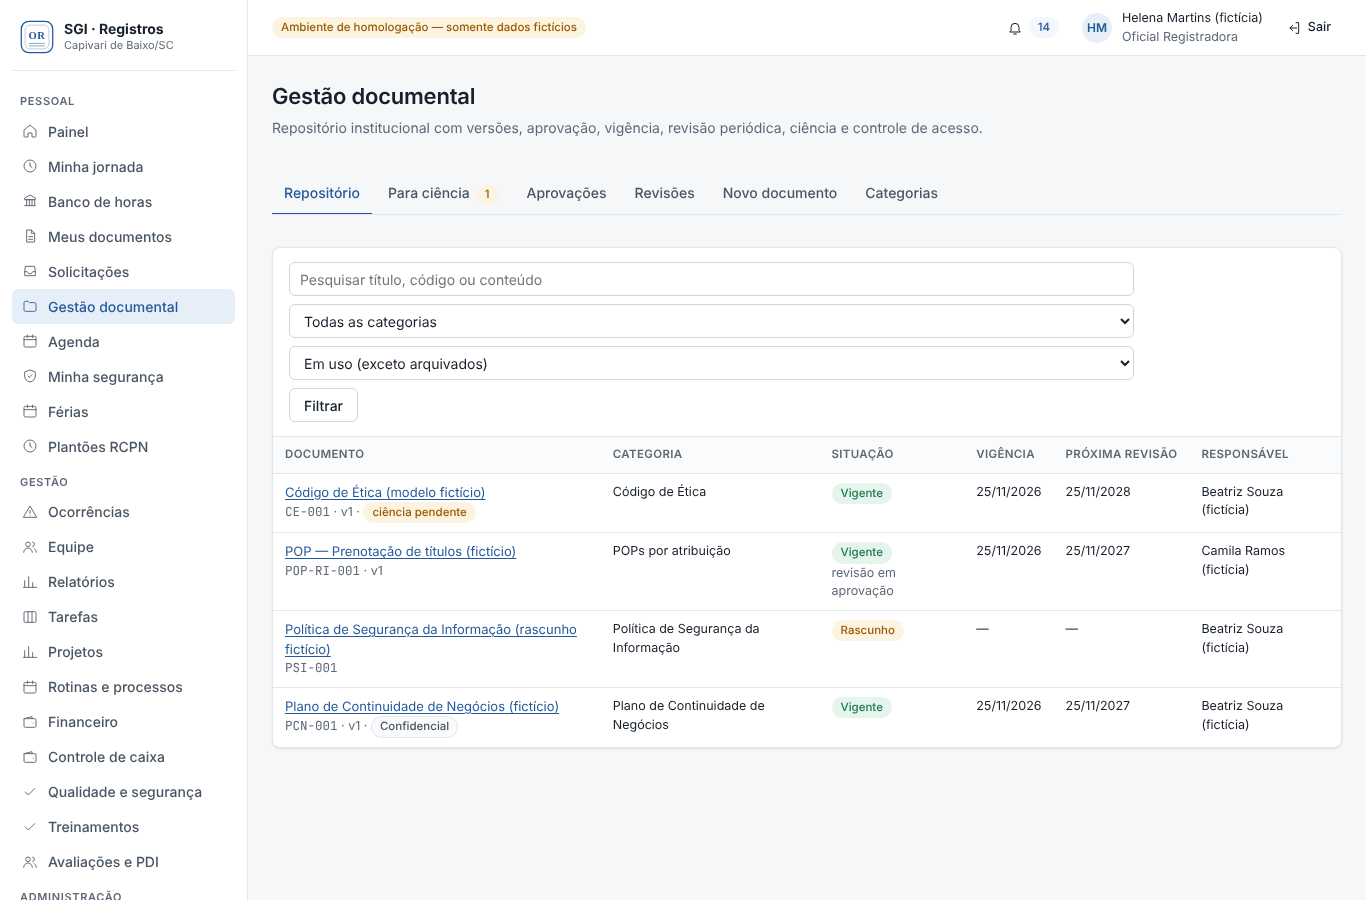 OR
SGI · Registros
Capivari de Baixo/SC
PESSOAL
Painel
Minha jornada
Banco de horas
Meus documentos
Solicitações
Gestão documental
Agenda
Minha segurança
Férias
Plantões RCPN
GESTÃO
Ocorrências
Equipe
Relatórios
Tarefas
Projetos
Rotinas e processos
Financeiro
Controle de caixa
Qualidade e segurança
Treinamentos
Avaliações e PDI
ADMINISTRAÇÃO
Ambiente de homologação — somente dados fictícios
14
HM
Helena Martins (fictícia)
Oficial Registradora
Sair
Gestão documental
Repositório institucional com versões, aprovação, vigência, revisão periódica, ciência e controle de acesso.
Repositório Para ciência 1 Aprovações Revisões Novo documento Categorias
Pesquisar título, código ou conteúdo
Todas as categorias
Em uso (exceto arquivados)
Filtrar
DOCUMENTO CATEGORIA SITUAÇÃO VIGÊNCIA PRÓXIMA REVISÃO RESPONSÁVEL
Código de Ética (modelo fictício) Código de Ética Vigente 25/11/2026 25/11/2028 Beatriz Souza
CE-001 · v1 · ciência pendente (fictícia)
POP — Prenotação de títulos (fictício) POPs por atribuição Vigente 25/11/2026 25/11/2027 Camila Ramos
POP-RI-001 · v1 revisão em (fictícia)
aprovação
Política de Segurança da Informação (rascunho Política de Segurança da Rascunho — — Beatriz Souza
fictício) Informação (fictícia)
PSI-001
Plano de Continuidade de Negócios (fictício) Plano de Continuidade de Vigente 25/11/2026 25/11/2027 Beatriz Souza
PCN-001 · v1 · Confidencial Negócios (fictícia)